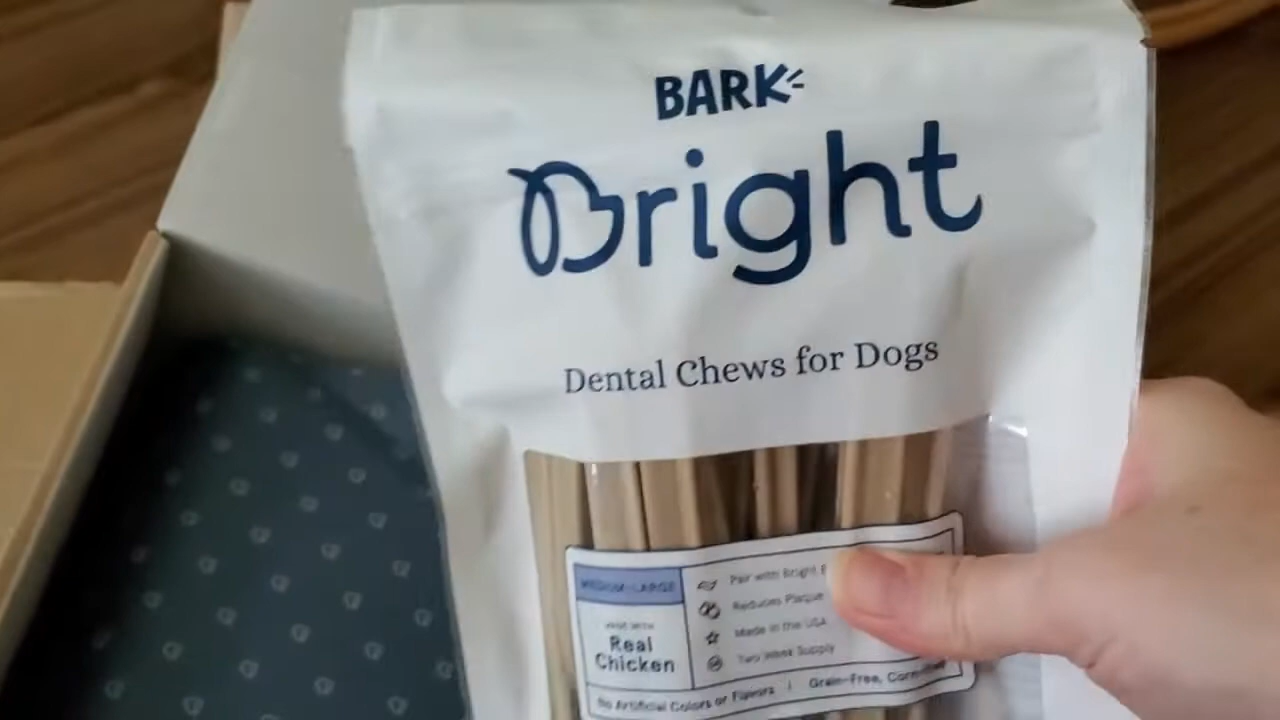 BARK
Bright
Dental Chews for Dogs
MEDIUM-LARGE
MADE WITH
Real
Chicken
Pair with Bright
Reduces Plaque
Made in the USA
Two Week Supply
No Artificial Colors or Flavors | Grain-Free,